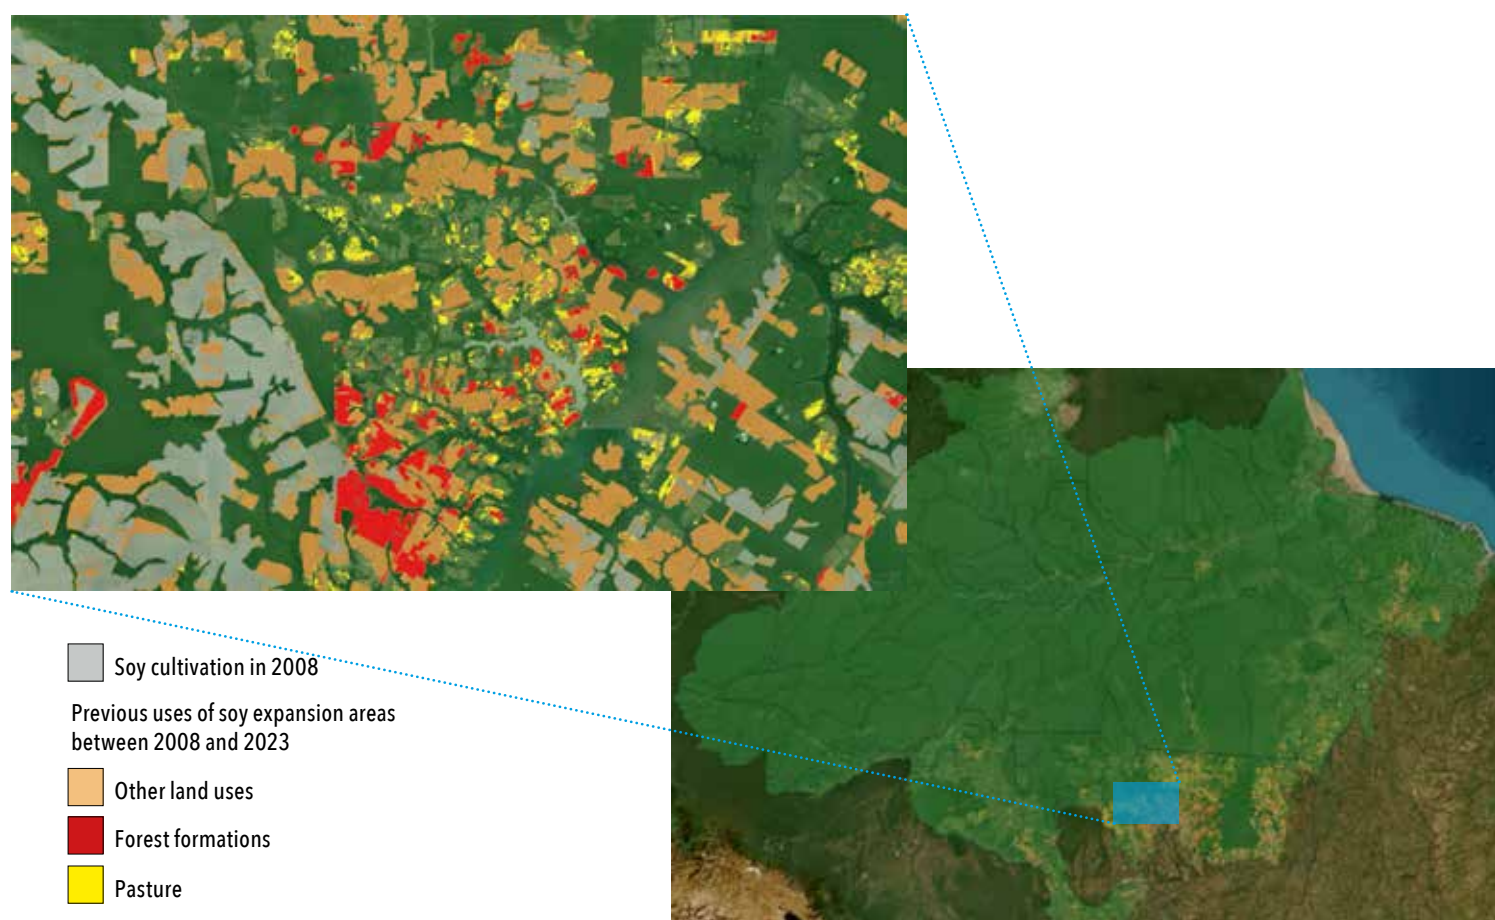 Soy cultivation in 2008
Previous uses of soy expansion areas
between 2008 and 2023
Other land uses
Forest formations
Pasture